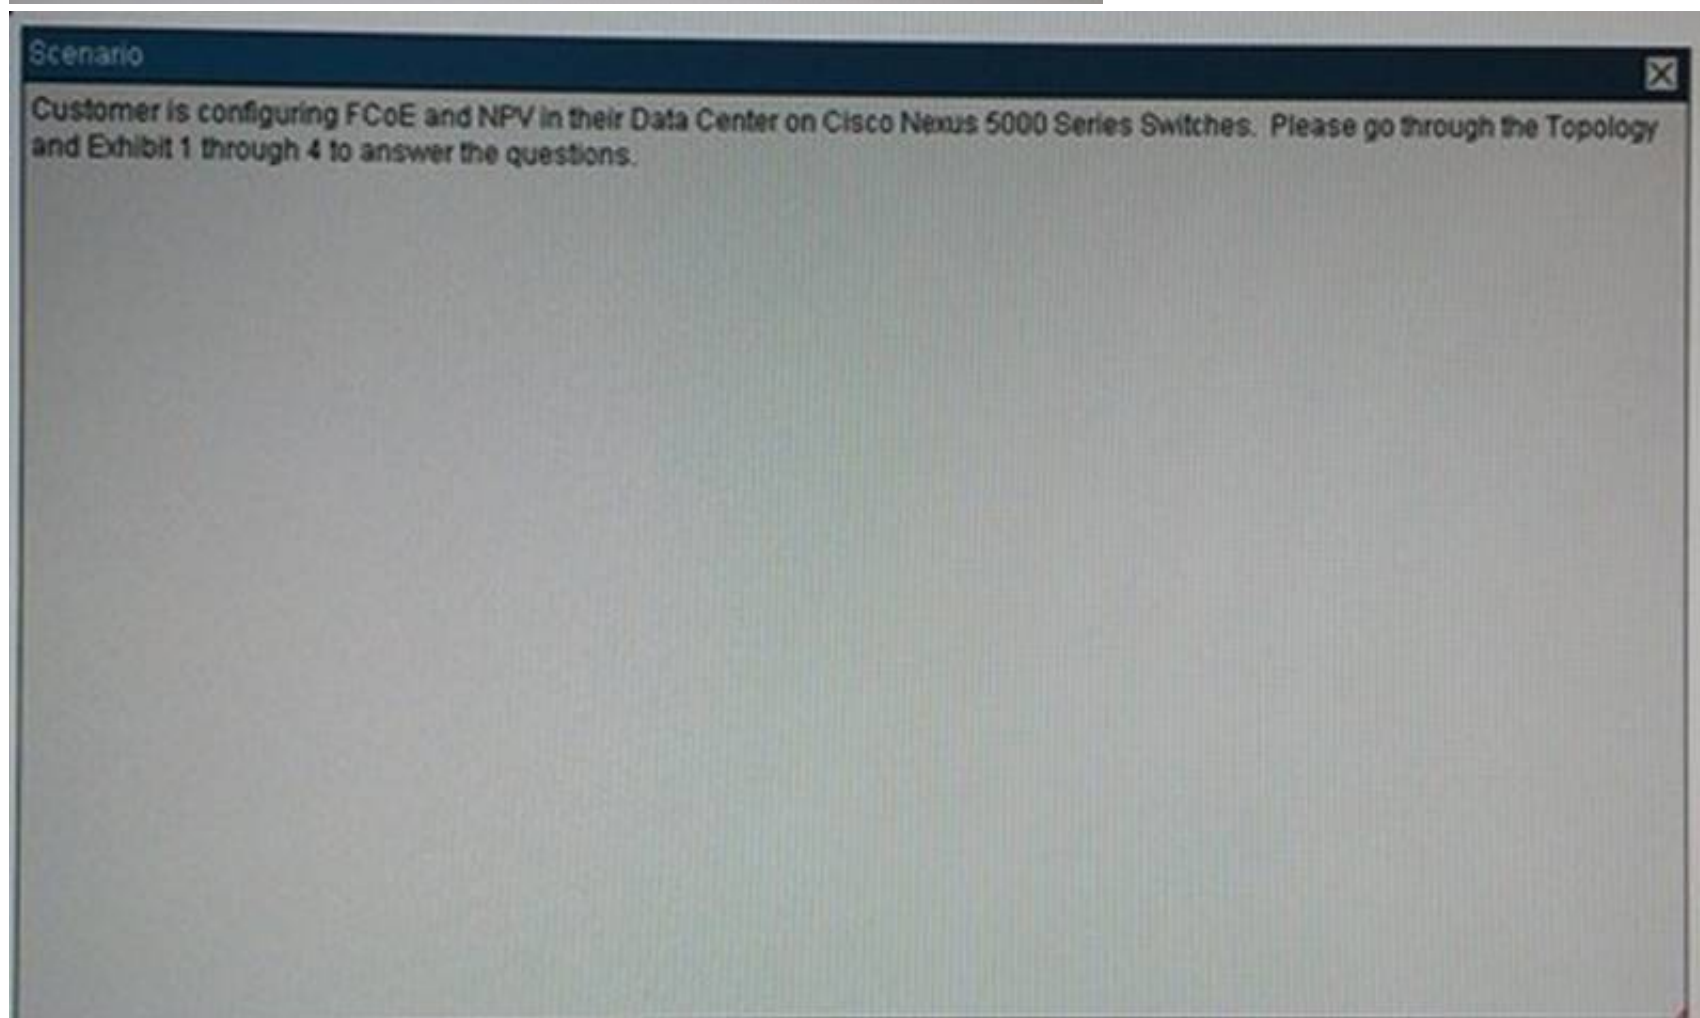 Scenario
Customer is configuring FCoE and NPV in their Data Center on Cisco Nexus 5000 Series Switches. Please go through the Topology
and Exhibit 1 through 4 to answer the questions.